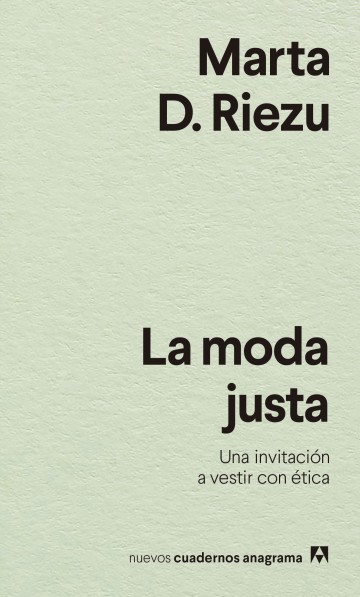 Marta
D. Riezu
La moda
justa
Una invitación
a vestir con ética
nuevos cuadernos anagrama